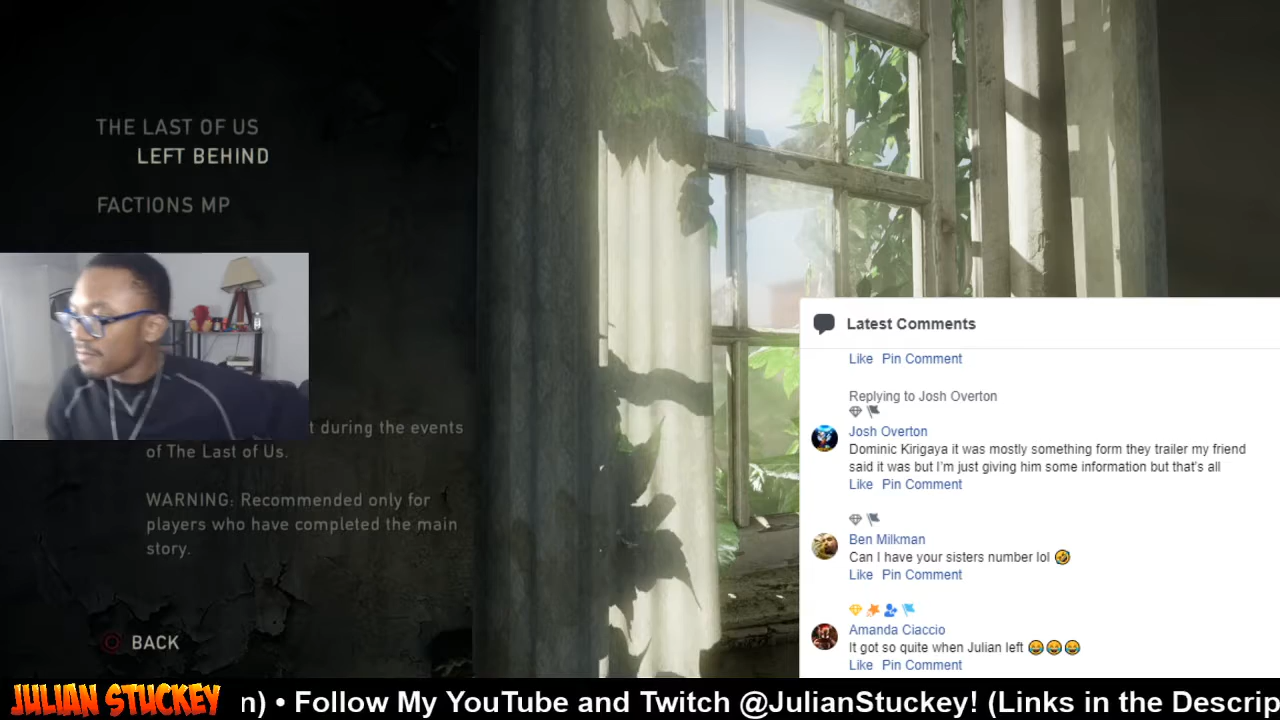 THE LAST OF US
LEFT BEHIND
FACTIONS MP
t during the events
of The Last of Us.
WARNING: Recommended only for
players who have completed the main
story.
BACK
Latest Comments
Like Pin Comment
Replying to Josh Overton
Josh Overton
Dominic Kirigaya it was mostly something form they trailer my friend
said it was but I'm just giving him some information but that's all
Like Pin Comment
Ben Milkman
Can I have your sisters number lol 🤣
Like Pin Comment
Amanda Ciaccio
It got so quite when Julian left 😂😂😂
Like Pin Comment
JULIAN STUCKEY n) • Follow My YouTube and Twitch @JulianStuckey! (Links in the Descrip